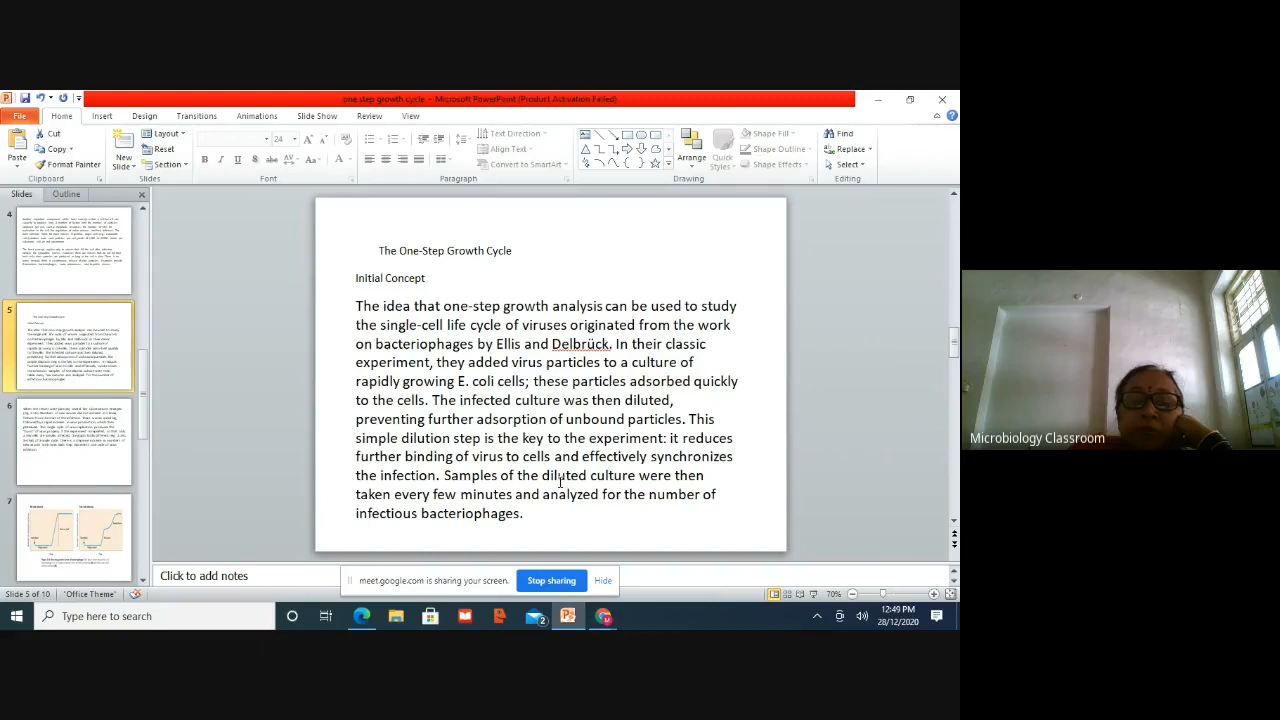 one step growth cycle - Microsoft PowerPoint (Product Activation Failed)
File Home Insert Design Transitions Animations Slide Show Review View
Cut
Copy
Format Painter
Paste
Clipboard
New
Slide
Layout
Reset
Section
Slides
24
Font
Paragraph
Text Direction
Align Text
Convert to SmartArt
Arrange
Quick
Styles
Shape Fill
Shape Outline
Shape Effects
Drawing
Find
Replace
Select
Editing
Slides Outline
4
5
6
7
The One-Step Growth Cycle
Initial Concept
The idea that one-step growth analysis can be used to study
the single-cell life cycle of viruses originated from the work
on bacteriophages by Ellis and Delbrück. In their classic
experiment, they added virus particles to a culture of
rapidly growing E. coli cells; these particles adsorbed quickly
to the cells. The infected culture was then diluted,
preventing further adsorption of unbound particles. This
simple dilution step is the key to the experiment: it reduces
further binding of virus to cells and effectively synchronizes
the infection. Samples of the diluted culture were then
taken every few minutes and analyzed for the number of
infectious bacteriophages.
Click to add notes
meet.google.com is sharing your screen. Stop sharing Hide
Slide 5 of 10 "Office Theme" 70%
Type here to search
2
12:49 PM
28/12/2020
Microbiology Classroom